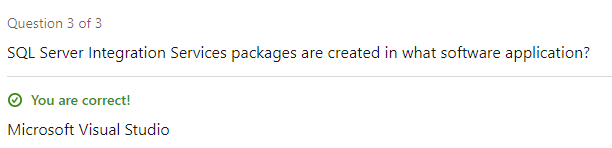 Question 3 of 3
SQL Server Integration Services packages are created in what software application?
You are correct!
Microsoft Visual Studio